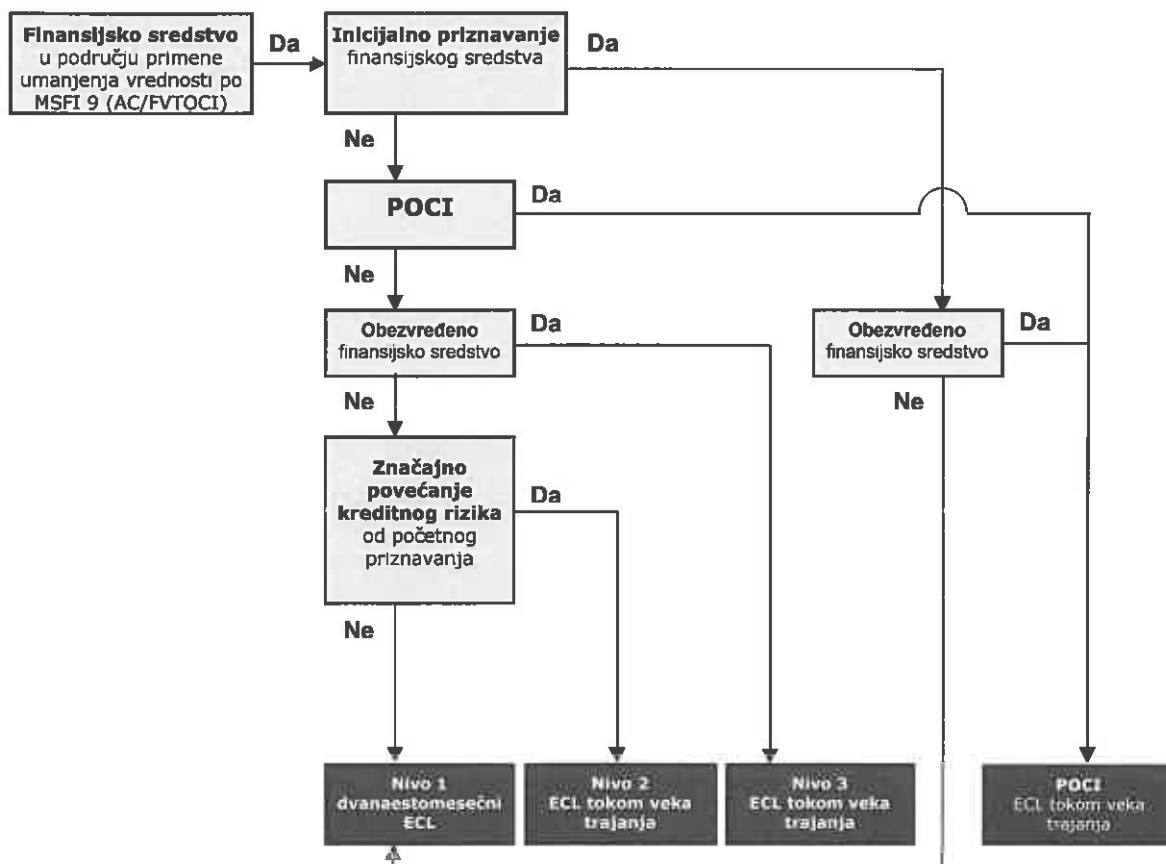 Finansijsko sredstvo
u području primene
umanjenja vrednosti po
MSFI 9 (AC/FVTOCI)
Da
Inicijalno priznavanje
finansijskog sredstva
Da
Ne
POCI
Da
Ne
Obezvređeno
finansijsko sredstvo
Da
Obezvređeno
finansijsko sredstvo
Da
Ne
Ne
Značajno
povećanje
kreditnog rizika
od početnog
priznavanja
Da
Ne
Nivo 1
dvanaestomesečni
ECL
Nivo 2
ECL tokom veka
trajanja
Nivo 3
ECL tokom veka
trajanja
POCI
ECL tokom veka
trajanja